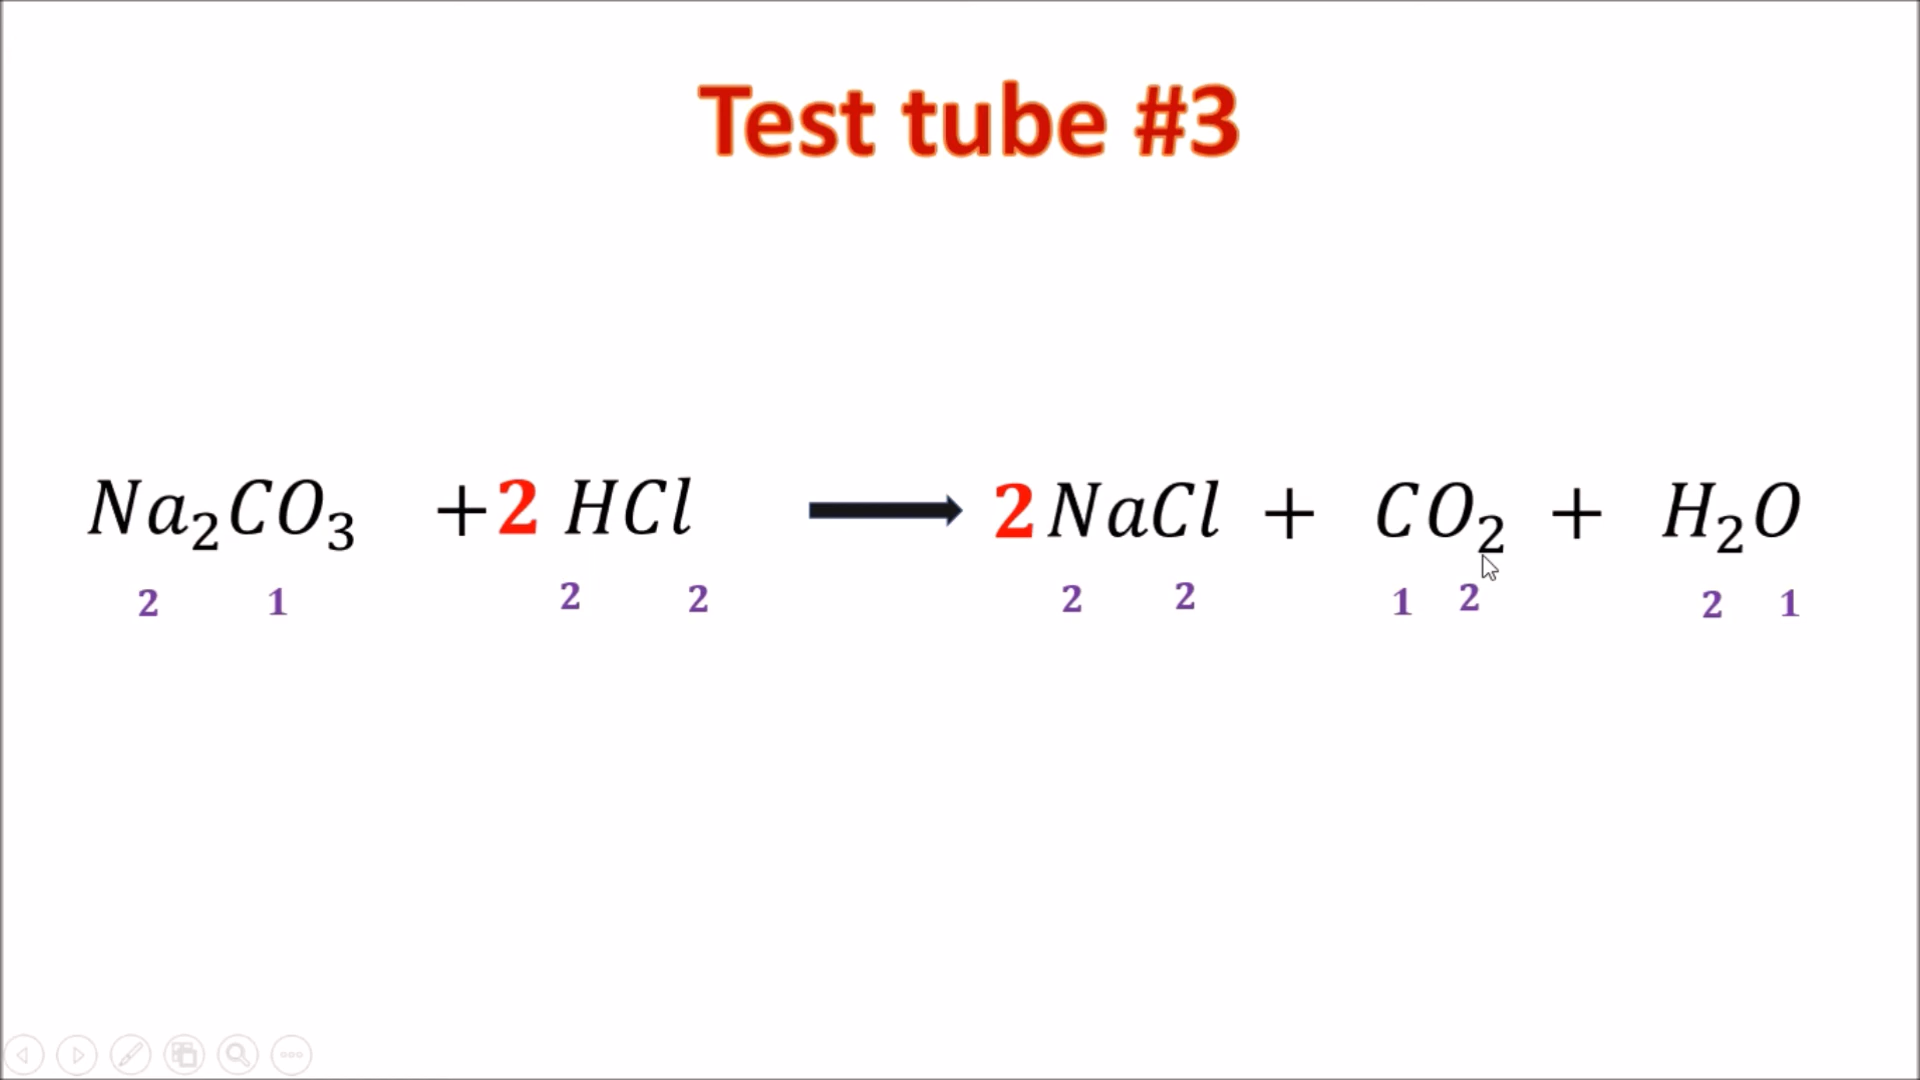 Test tube #3
Na₂CO₃ +2 HCl ⟶ 2 NaCl + CO₂ + H₂O
2 1 2 2 2 2 1 2 2 1